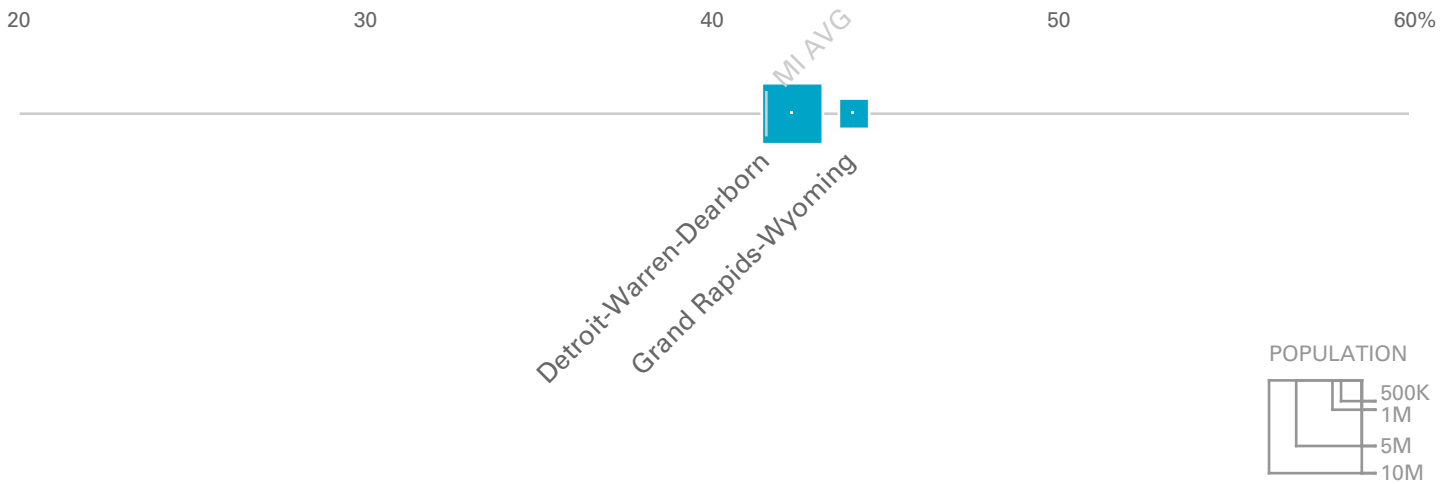 20 30 40 50 60%
MI AVG
Detroit-Warren-Dearborn
Grand Rapids-Wyoming
POPULATION
500K
1M
5M
10M